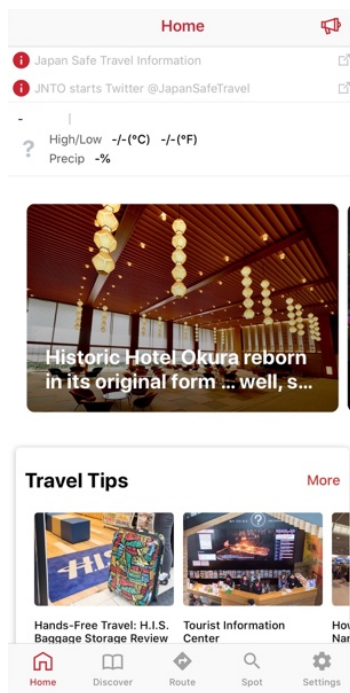 Home
Japan Safe Travel Information
JNTO starts Twitter @JapanSafeTravel
-
High/Low -/-(°C) -/-(°F)
Precip -%
Historic Hotel Okura reborn
in its original form ... well, s...
Travel Tips
More
Hands-Free Travel: H.I.S.
Baggage Storage Review
Tourist Information
Center
Home
Discover
Route
Spot
Settings